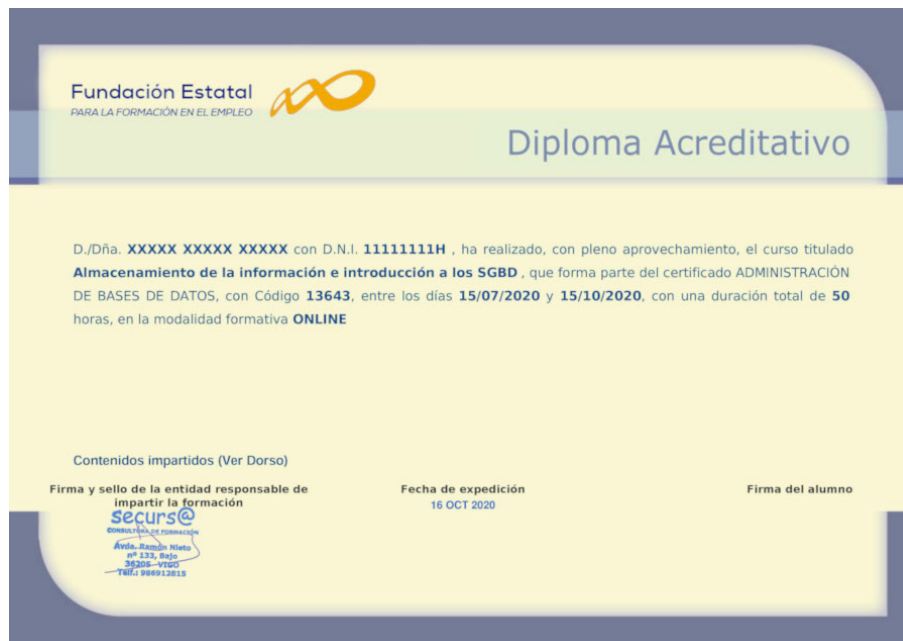 Fundación Estatal
PARA LA FORMACIÓN EN EL EMPLEO
Diploma Acreditativo
D./Dña. XXXXX XXXXX XXXXX con D.N.I. 11111111H , ha realizado, con pleno aprovechamiento, el curso titulado
Almacenamiento de la información e introducción a los SGBD , que forma parte del certificado ADMINISTRACIÓN
DE BASES DE DATOS, con Código 13643, entre los días 15/07/2020 y 15/10/2020, con una duración total de 50
horas, en la modalidad formativa ONLINE
Contenidos impartidos (Ver Dorso)
Firma y sello de la entidad responsable de
impartir la formación
Fecha de expedición
16 OCT 2020
Firma del alumno
securs@
CONSULTORA DE FORMACIÓN
Avda. Ramón Nieto
nº 133, Bajo
36205 VIGO
Telf.: 986912815